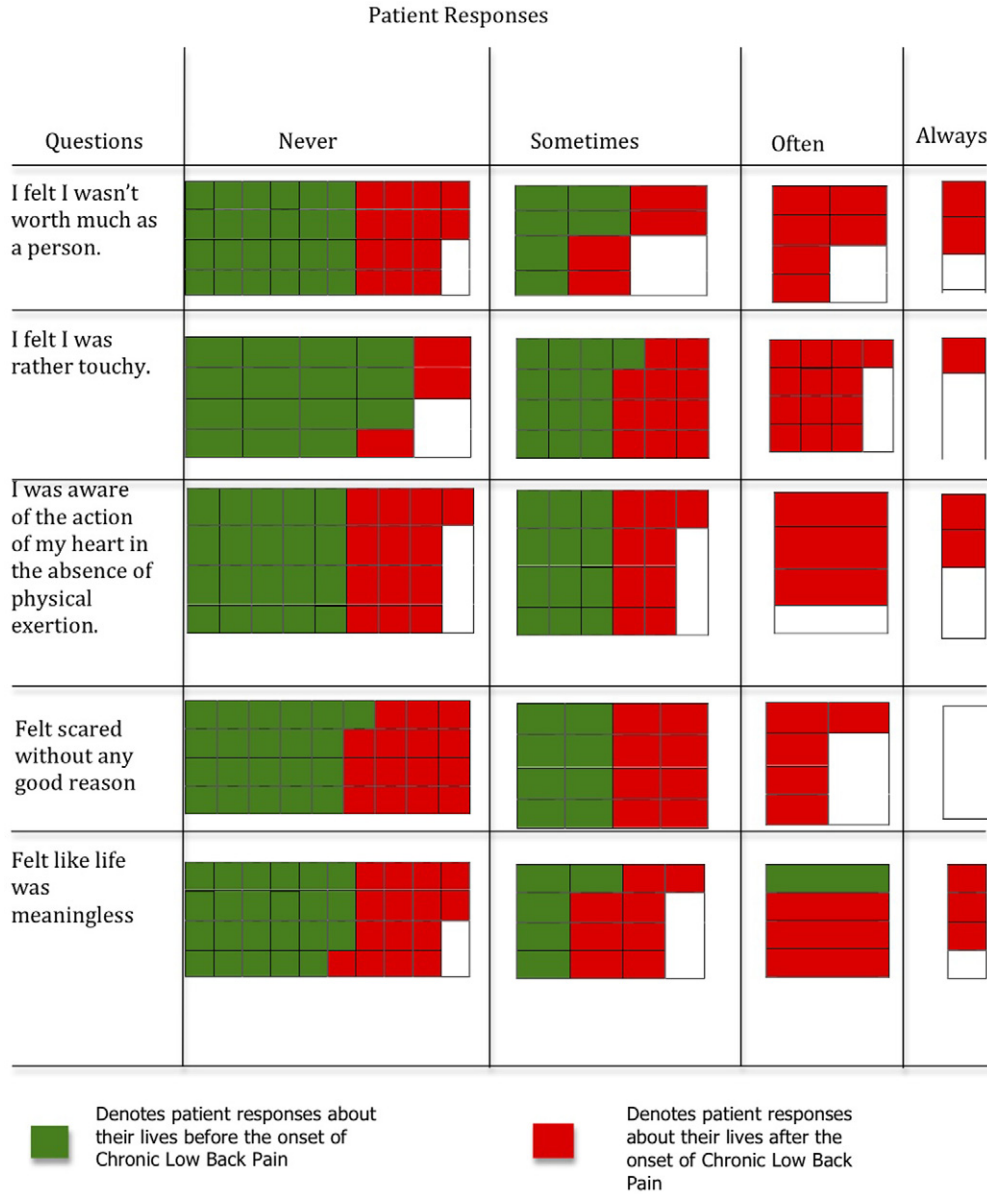 Patient Responses
Questions
Never
Sometimes
Often
Always
I felt I wasn't
worth much as
a person.
I felt I was
rather touchy.
I was aware
of the action
of my heart in
the absence of
physical
exertion.
Felt scared
without any
good reason
Felt like life
was
meaningless
Denotes patient responses about
their lives before the onset of
Chronic Low Back Pain
Denotes patient responses
about their lives after the
onset of Chronic Low Back
Pain